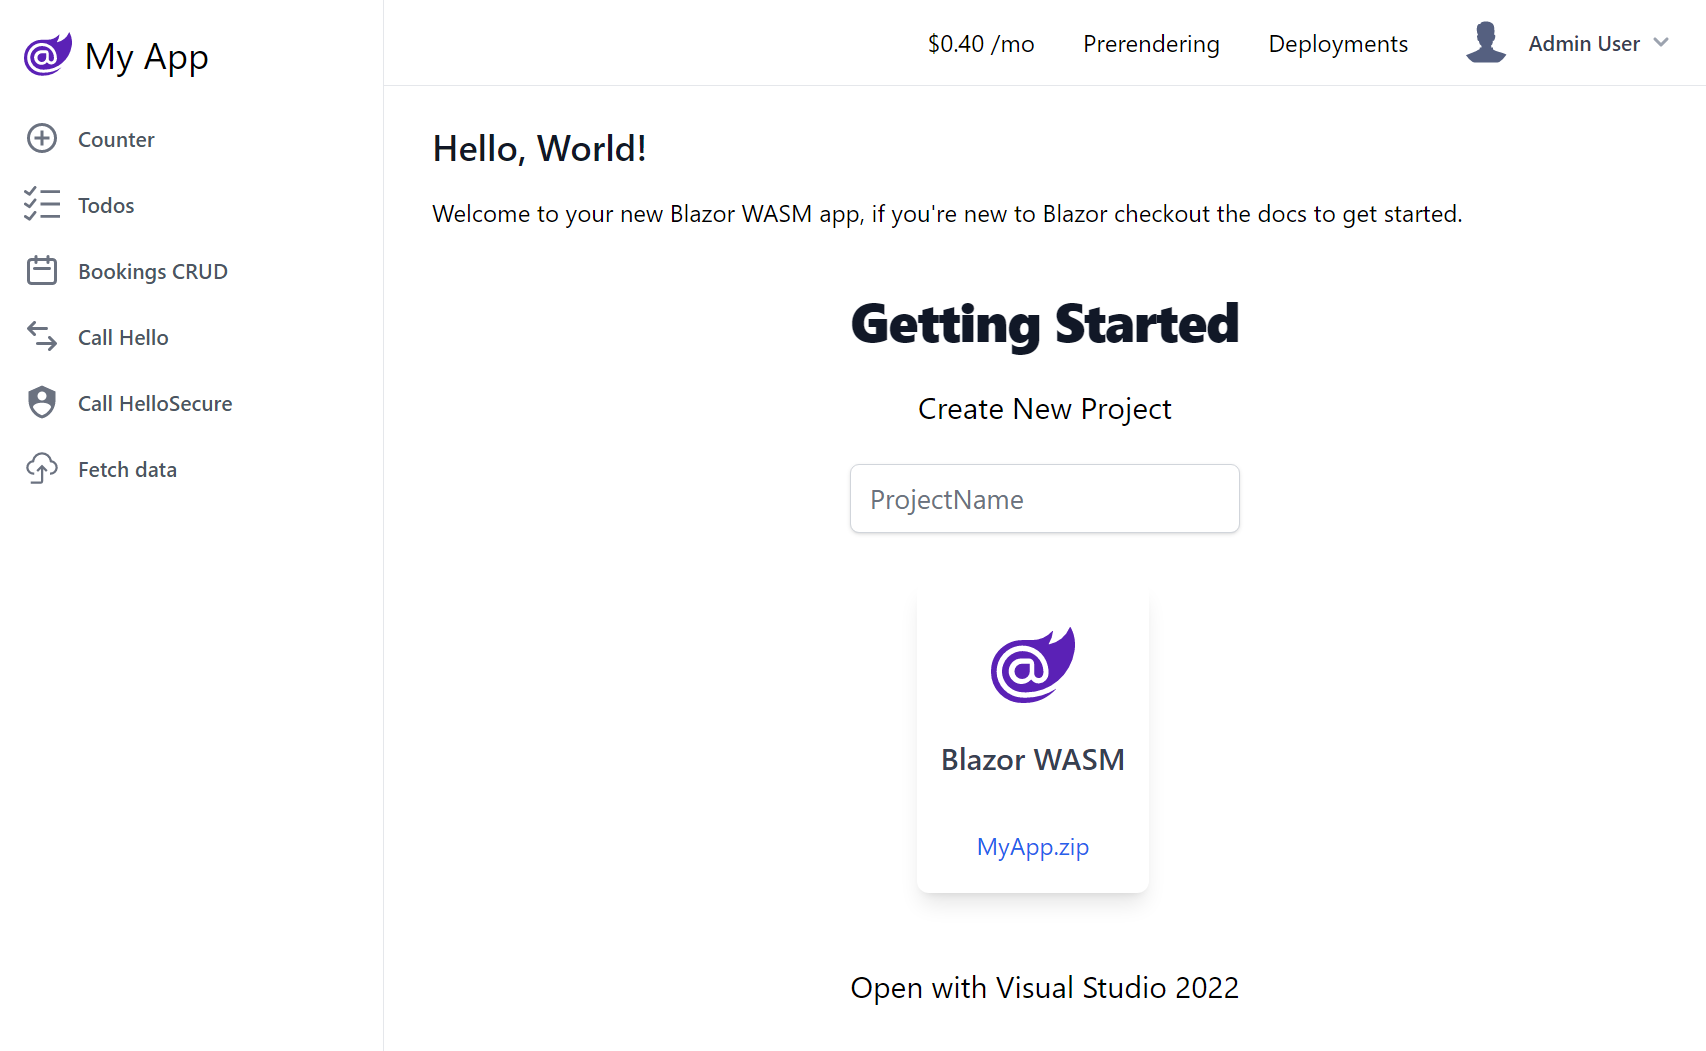 My App
$0.40 /mo
Prerendering
Deployments
Admin User
Counter
Todos
Bookings CRUD
Call Hello
Call HelloSecure
Fetch data
Hello, World!
Welcome to your new Blazor WASM app, if you're new to Blazor checkout the docs to get started.
Getting Started
Create New Project
ProjectName
Blazor WASM
MyApp.zip
Open with Visual Studio 2022